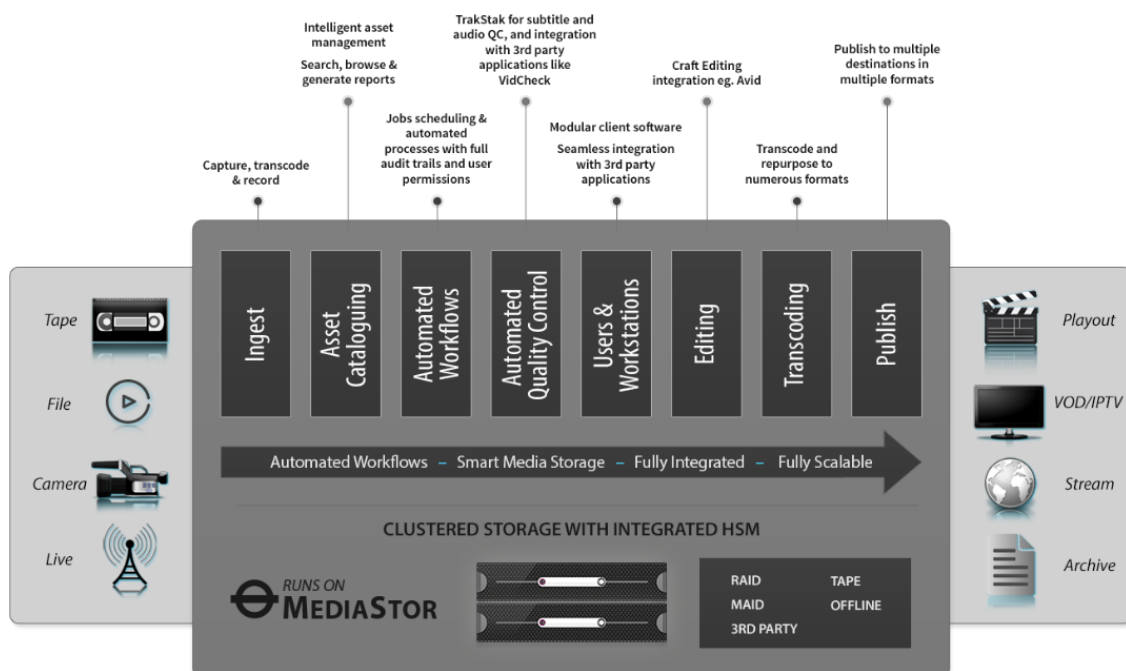 Intelligent asset
management
Search, browse &
generate reports
TrakStak for subtitle and
audio QC, and integration
with 3rd party
applications like
VidCheck
Craft Editing
integration eg. Avid
Publish to multiple
destinations in
multiple formats
Capture, transcode
& record
Jobs scheduling &
automated
processes with full
audit trails and user
permissions
Modular client software
Seamless integration
with 3rd party
applications
Transcode and
repurpose to
numerous formats
Tape
File
Camera
Live
Ingest
Asset
Cataloguing
Automated
Workflows
Automated
Quality Control
Users &
Workstations
Editing
Transcoding
Publish
Automated Workflows – Smart Media Storage – Fully Integrated – Fully Scalable
CLUSTERED STORAGE WITH INTEGRATED HSM
RUNS ON
MEDIASTOR
RAID TAPE
MAID OFFLINE
3RD PARTY
Playout
VOD/IPTV
Stream
Archive